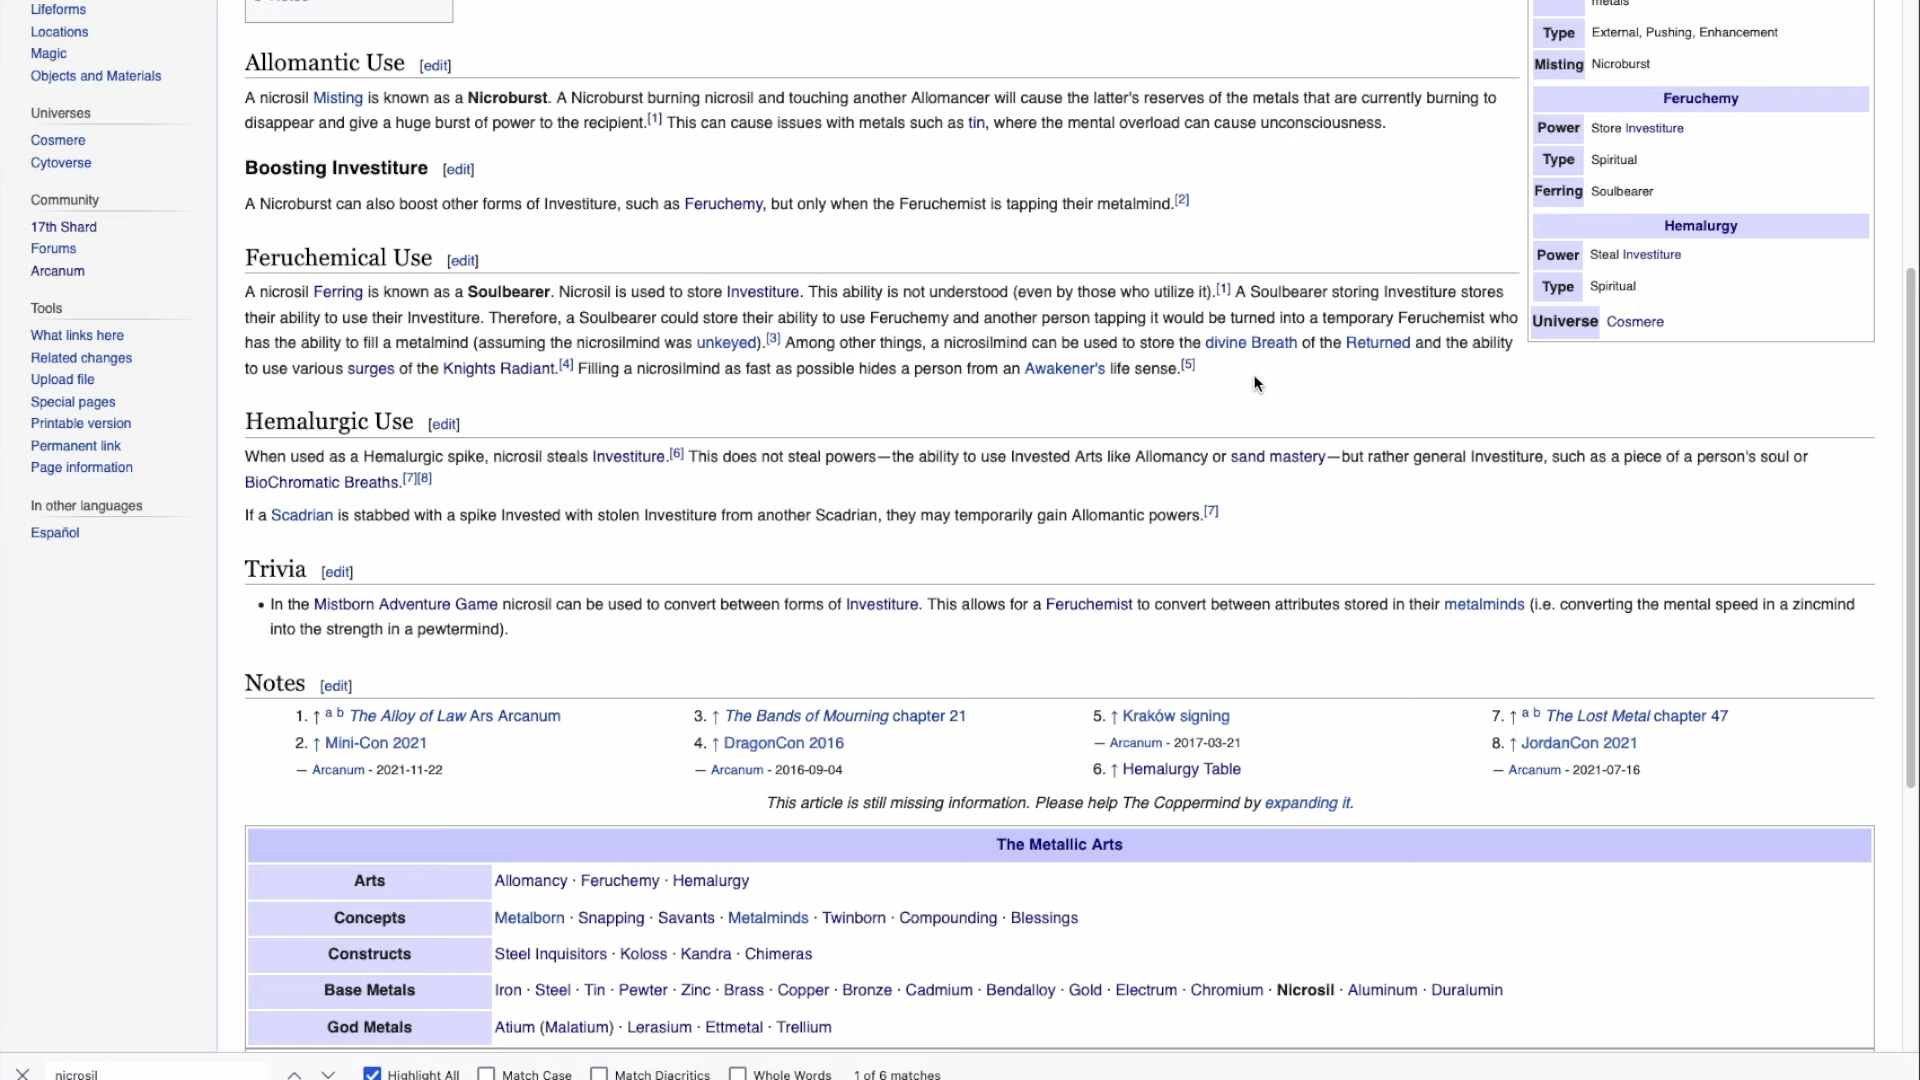 Lifeforms
Locations
Magic
Objects and Materials
Universes
Cosmere
Cytoverse
Community
17th Shard
Forums
Arcanum
Tools
What links here
Related changes
Upload file
Special pages
Printable version
Permanent link
Page information
In other languages
Español
Allomantic Use [edit]
A nicrosil Misting is known as a Nicroburst. A Nicroburst burning nicrosil and touching another Allomancer will cause the latter's reserves of the metals that are currently burning to
disappear and give a huge burst of power to the recipient.[1] This can cause issues with metals such as tin, where the mental overload can cause unconsciousness.
Boosting Investiture [edit]
A Nicroburst can also boost other forms of Investiture, such as Feruchemy, but only when the Feruchemist is tapping their metalmind.[2]
Feruchemical Use [edit]
A nicrosil Ferring is known as a Soulbearer. Nicrosil is used to store Investiture. This ability is not understood (even by those who utilize it).[1] A Soulbearer storing Investiture stores
their ability to use their Investiture. Therefore, a Soulbearer could store their ability to use Feruchemy and another person tapping it would be turned into a temporary Feruchemist who
has the ability to fill a metalmind (assuming the nicrosilmind was unkeyed).[3] Among other things, a nicrosilmind can be used to store the divine Breath of the Returned and the ability
to use various surges of the Knights Radiant.[4] Filling a nicrosilmind as fast as possible hides a person from an Awakener's life sense.[5]
metals
Type External, Pushing, Enhancement
Misting Nicroburst
Feruchemy
Power Store Investiture
Type Spiritual
Ferring Soulbearer
Hemalurgy
Power Steal Investiture
Type Spiritual
Universe Cosmere
Hemalurgic Use [edit]
When used as a Hemalurgic spike, nicrosil steals Investiture.[6] This does not steal powers—the ability to use Invested Arts like Allomancy or sand mastery—but rather general Investiture, such as a piece of a person's soul or
BioChromatic Breaths.[7][8]
If a Scadrian is stabbed with a spike Invested with stolen Investiture from another Scadrian, they may temporarily gain Allomantic powers.[7]
Trivia [edit]
• In the Mistborn Adventure Game nicrosil can be used to convert between forms of Investiture. This allows for a Feruchemist to convert between attributes stored in their metalminds (i.e. converting the mental speed in a zincmind
into the strength in a pewtermind).
Notes [edit]
1. ↑ a b The Alloy of Law Ars Arcanum
2. ↑ Mini-Con 2021
— Arcanum - 2021-11-22
3. ↑ The Bands of Mourning chapter 21
4. ↑ DragonCon 2016
— Arcanum - 2016-09-04
5. ↑ Kraków signing
— Arcanum - 2017-03-21
6. ↑ Hemalurgy Table
7. ↑ a b The Lost Metal chapter 47
8. ↑ JordanCon 2021
— Arcanum - 2021-07-16
This article is still missing information. Please help The Coppermind by expanding it.
The Metallic Arts
Arts Allomancy · Feruchemy · Hemalurgy
Concepts Metalborn · Snapping · Savants · Metalminds · Twinborn · Compounding · Blessings
Constructs Steel Inquisitors · Koloss · Kandra · Chimeras
Base Metals Iron · Steel · Tin · Pewter · Zinc · Brass · Copper · Bronze · Cadmium · Bendalloy · Gold · Electrum · Chromium · Nicrosil · Aluminum · Duralumin
God Metals Atium (Malatium) · Lerasium · Ettmetal · Trellium
nicrosil Highlight All Match Case Match Diacritics Whole Words 1 of 6 matches